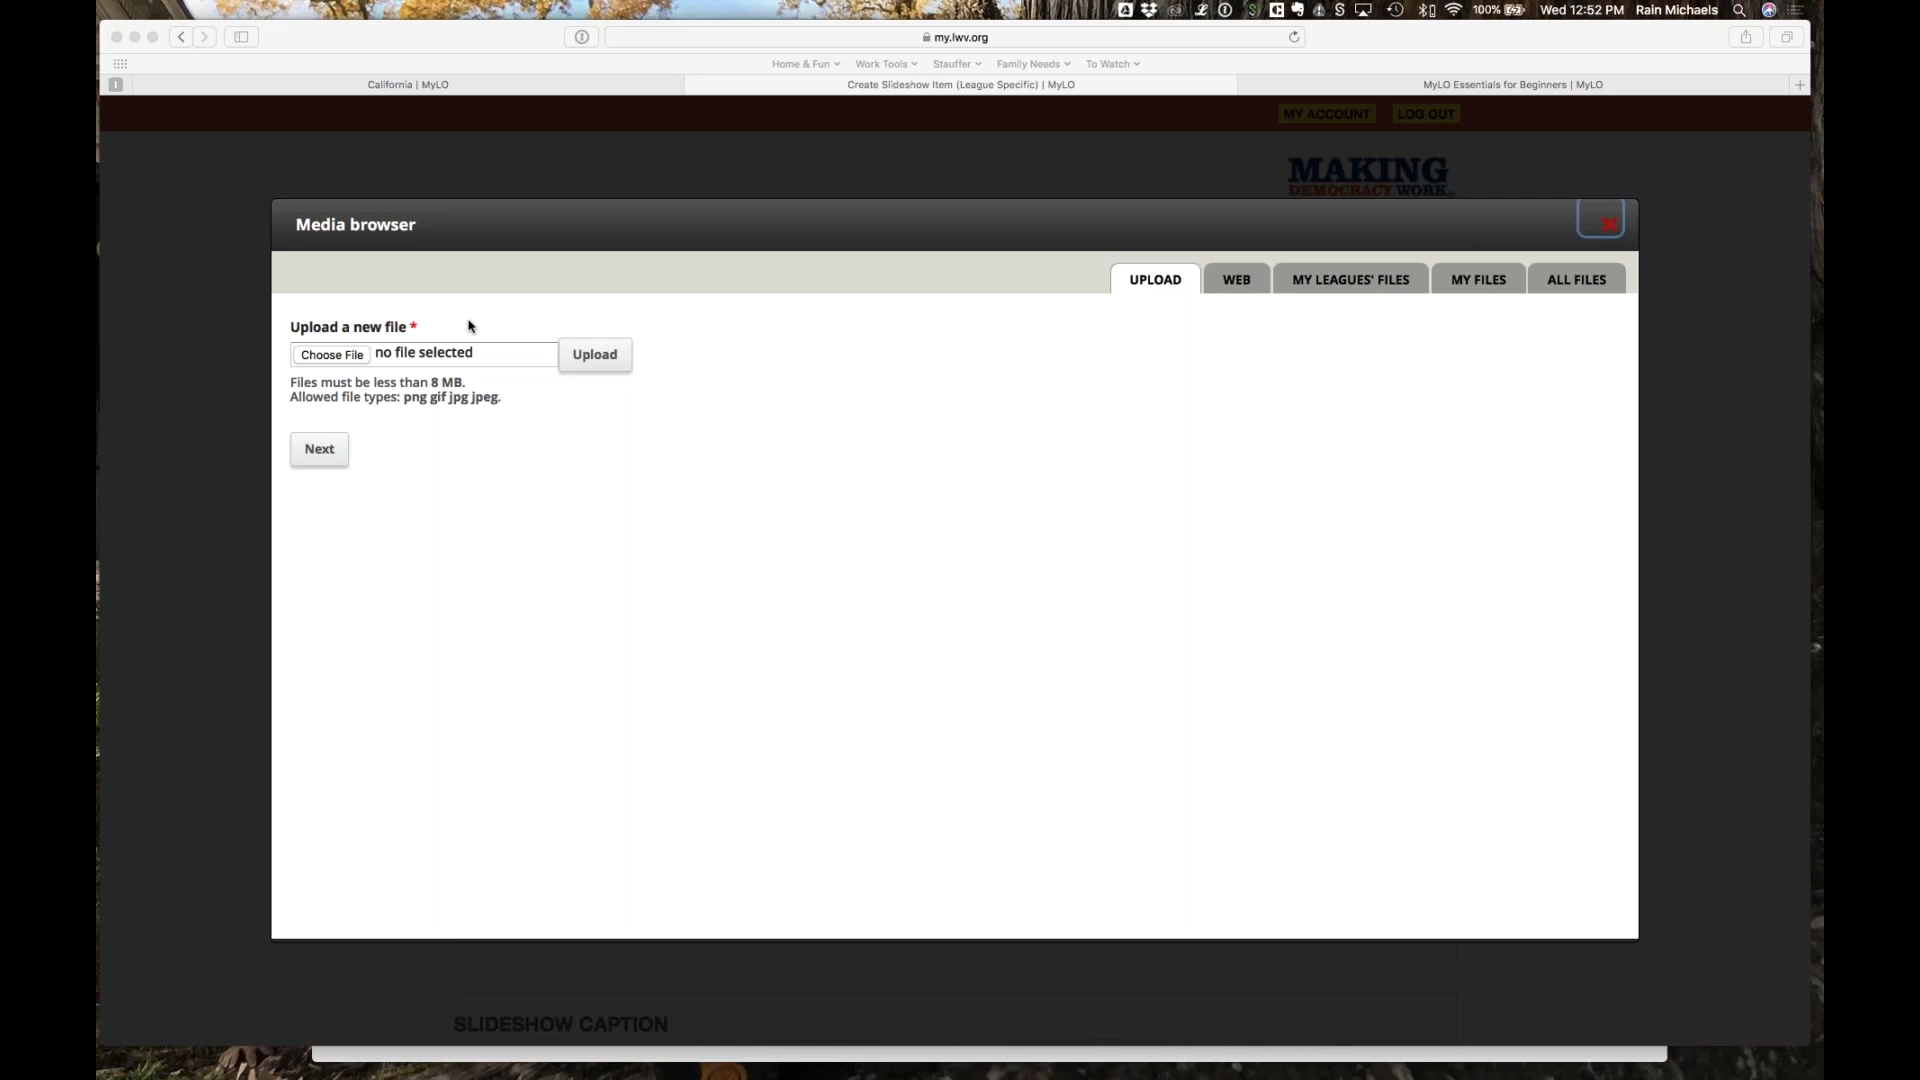 100%
Wed 12:52 PM
Rain Michaels
my.lwv.org
Home & Fun
Work Tools
Stauffer
Family Needs
To Watch
1
California | MyLO
Create Slideshow Item (League Specific) | MyLO
MyLO Essentials for Beginners | MyLO
MY ACCOUNT
LOG OUT
MAKING
DEMOCRACY WORK
Media browser
UPLOAD
WEB
MY LEAGUES' FILES
MY FILES
ALL FILES
Upload a new file *
Choose File no file selected
Upload
Files must be less than 8 MB.
Allowed file types: png gif jpg jpeg.
Next
SLIDESHOW CAPTION